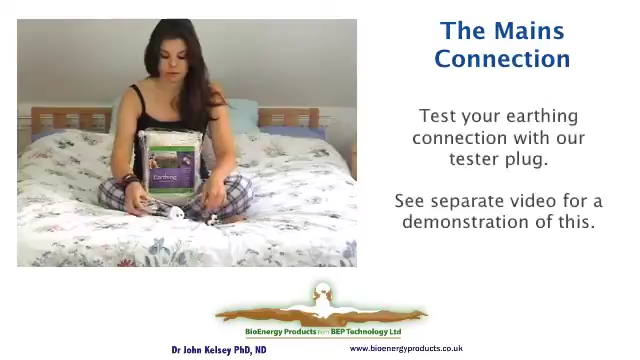 The Mains
Connection
Test your earthing
connection with our
tester plug.
See separate video for a
demonstration of this.
Earthing
BioEnergy Products from BEP Technology Ltd
Dr John Kelsey PhD, ND
www.bioenergyproducts.co.uk